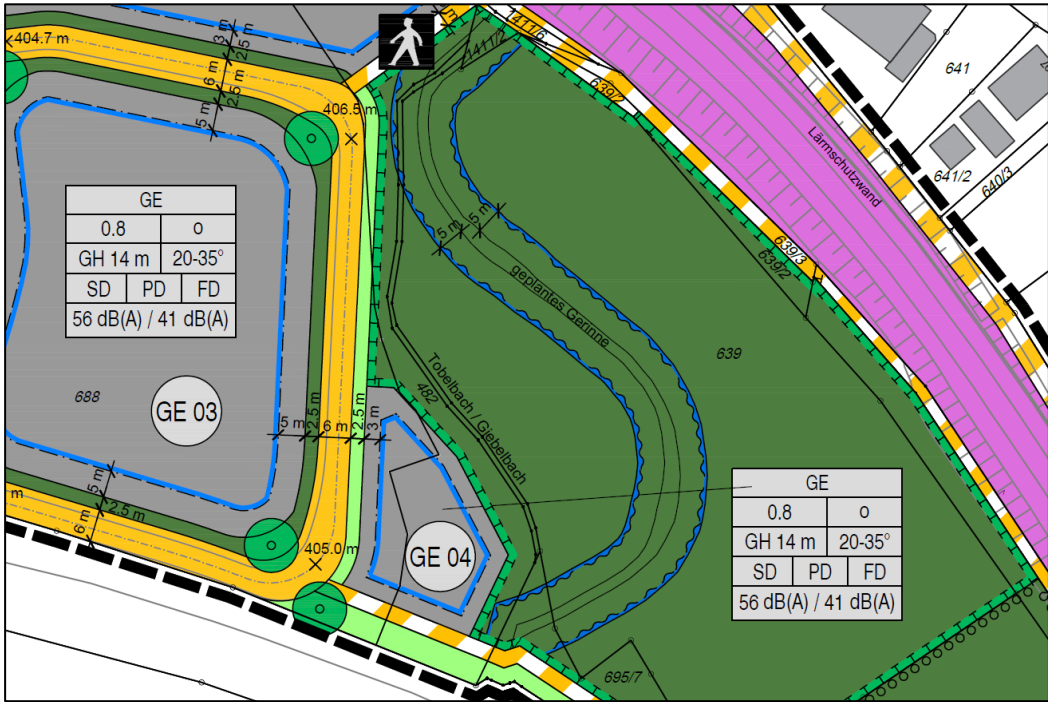 404.7 m
3 m
2.5 m
6 m
2.5 m
5 m
406.5 m
1411/6
1411/2
639/2
641
641/2
640/3
Lärmschutzwand
639/3
639/2
GE
0.8 o
GH 14 m 20-35°
SD PD FD
56 dB(A) / 41 dB(A)
5 m
5 m
geplantes Gerinne
639
688
GE 03
Tobelbach / Giebelbach
482
5 m
2.5 m
6 m
2.5 m
3 m
GE
0.8 o
GH 14 m 20-35°
SD PD FD
56 dB(A) / 41 dB(A)
m
5 m
2.5 m
6 m
405.0 m
GE 04
695/7